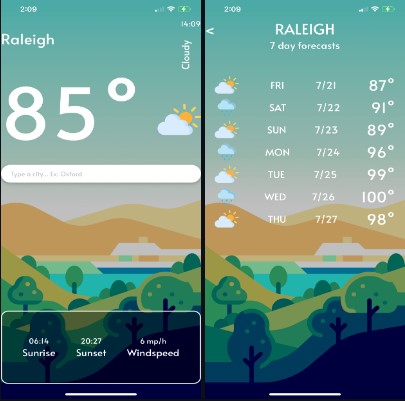 2:09
14:09
Raleigh
Cloudy
85°
Type a city... Ex: Oxford
06:14 20:27 6 mp/h
Sunrise Sunset Windspeed
2:09
<
RALEIGH
7 day forecasts
FRI 7/21 87°
SAT 7/22 91°
SUN 7/23 89°
MON 7/24 96°
TUE 7/25 99°
WED 7/26 100°
THU 7/27 98°